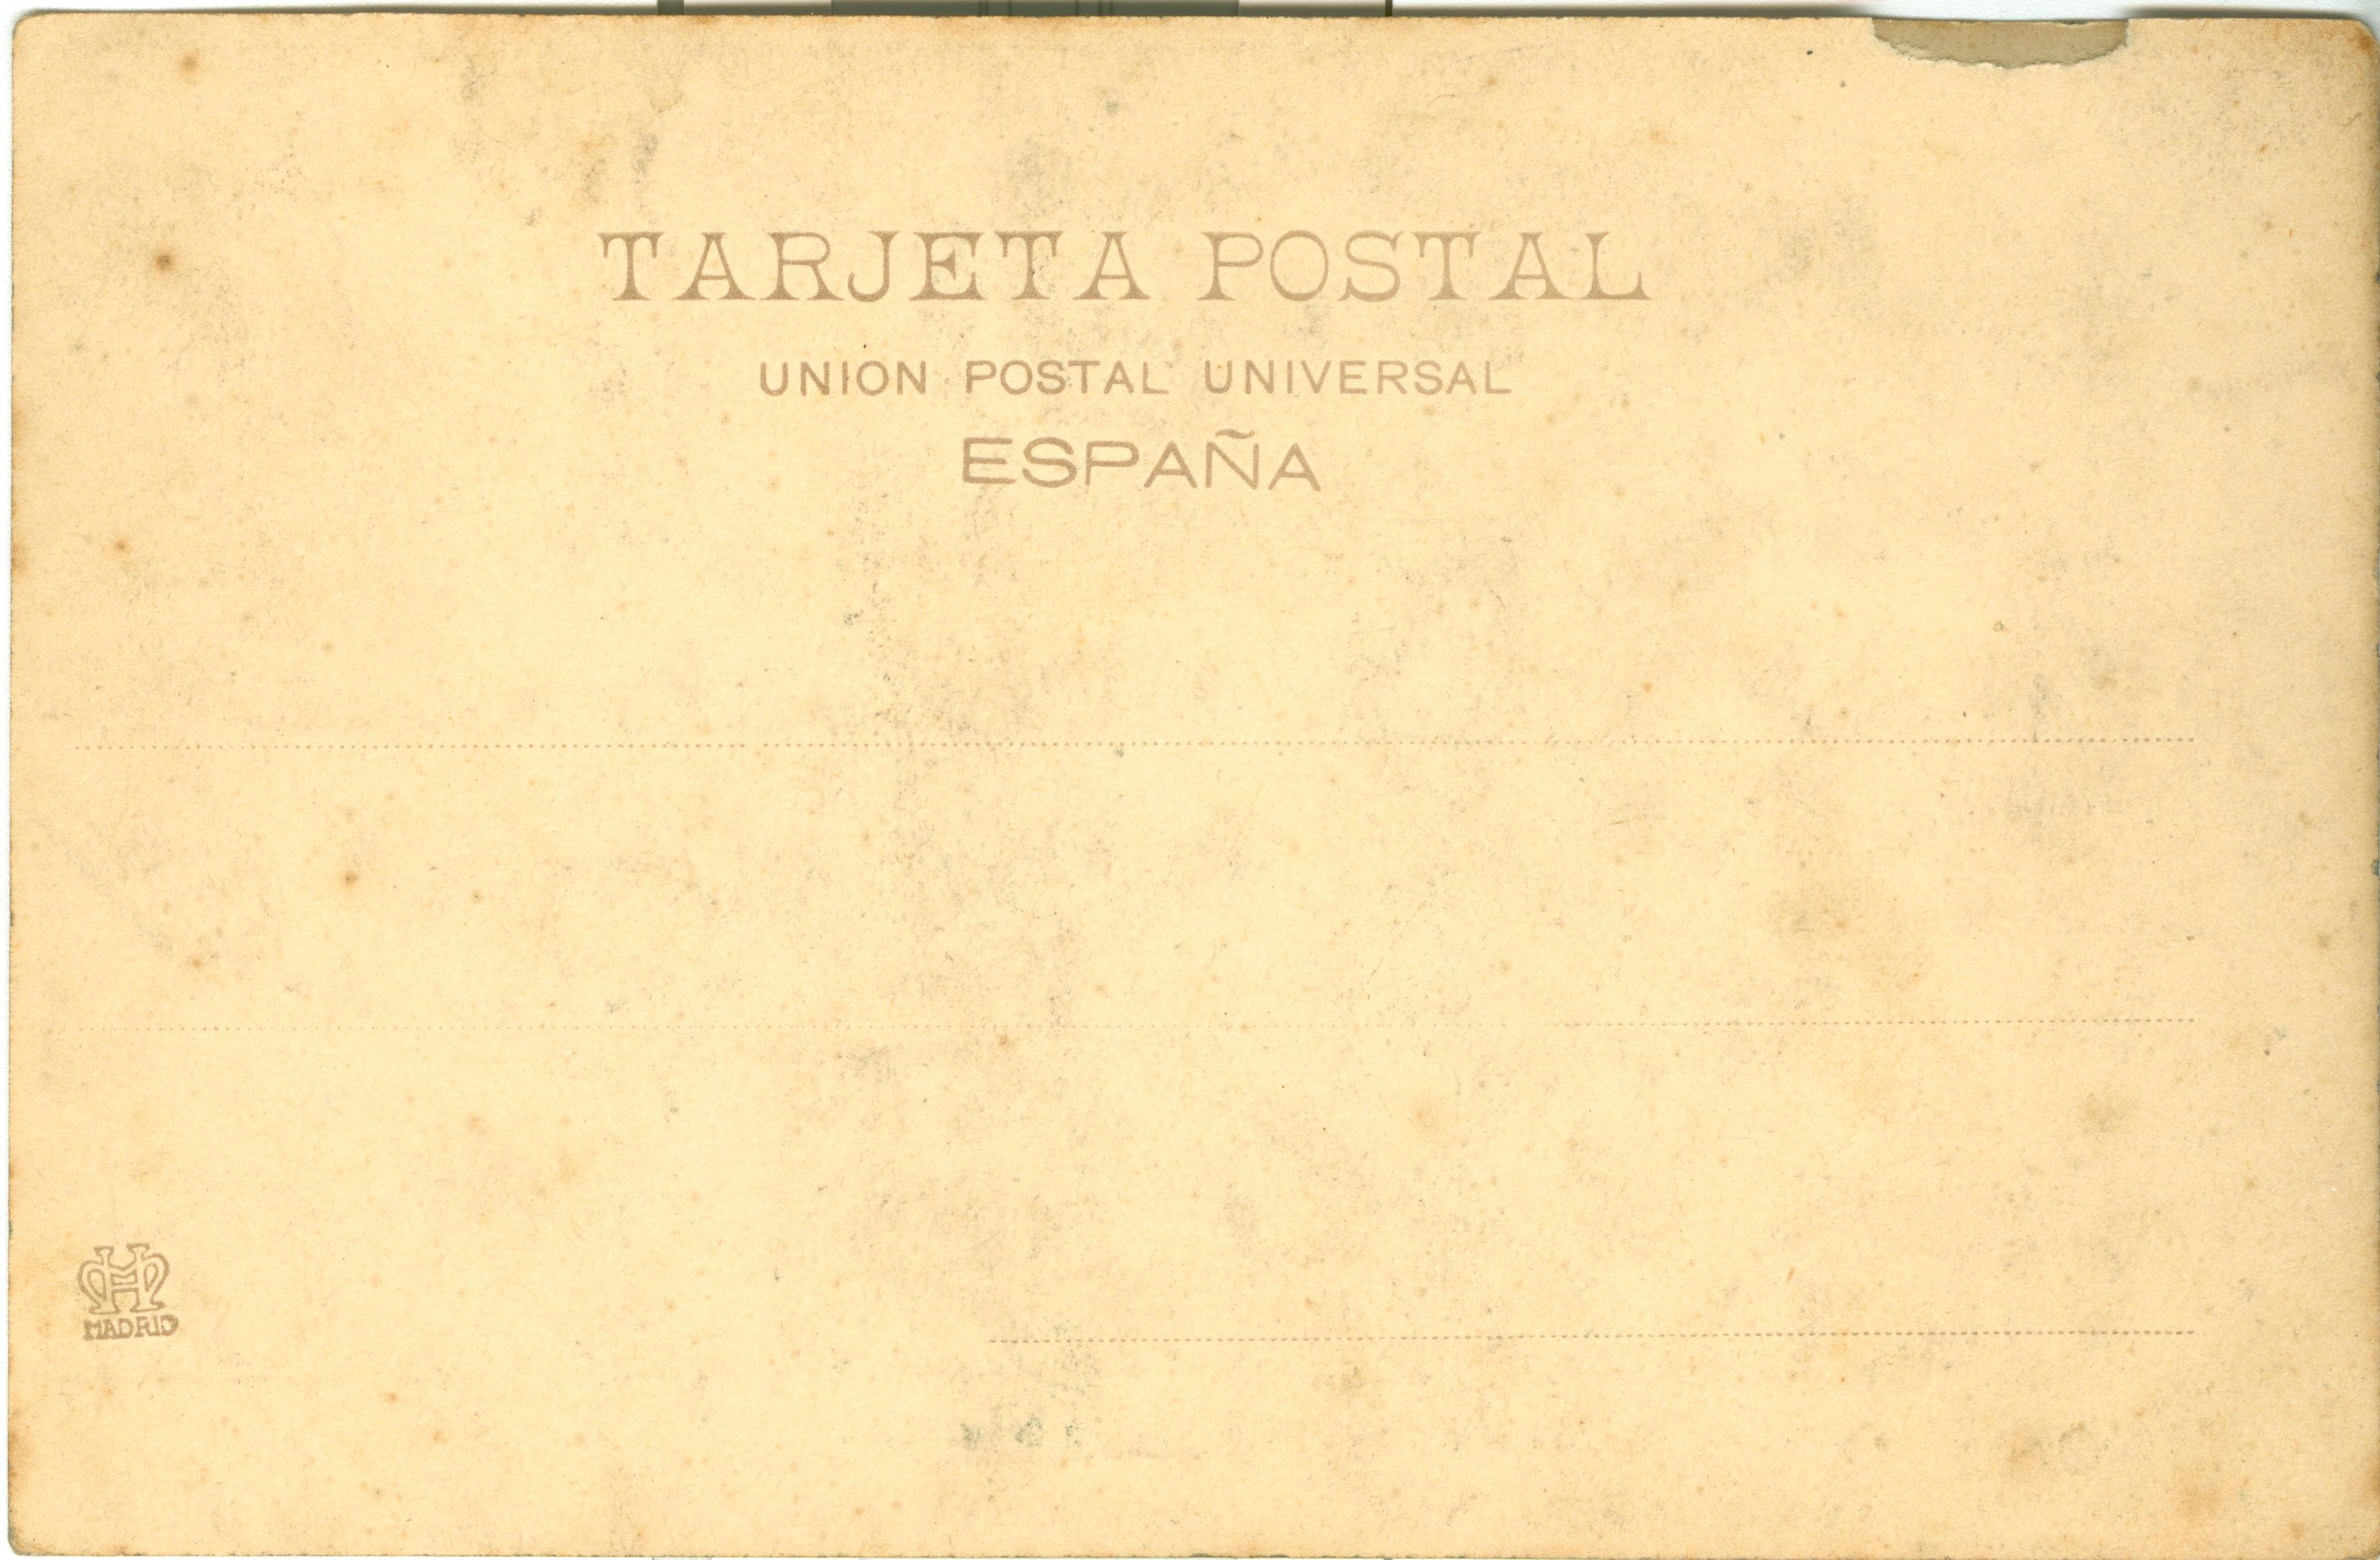 TARJETA POSTAL
UNION POSTAL UNIVERSAL
ESPAÑA
MADRID